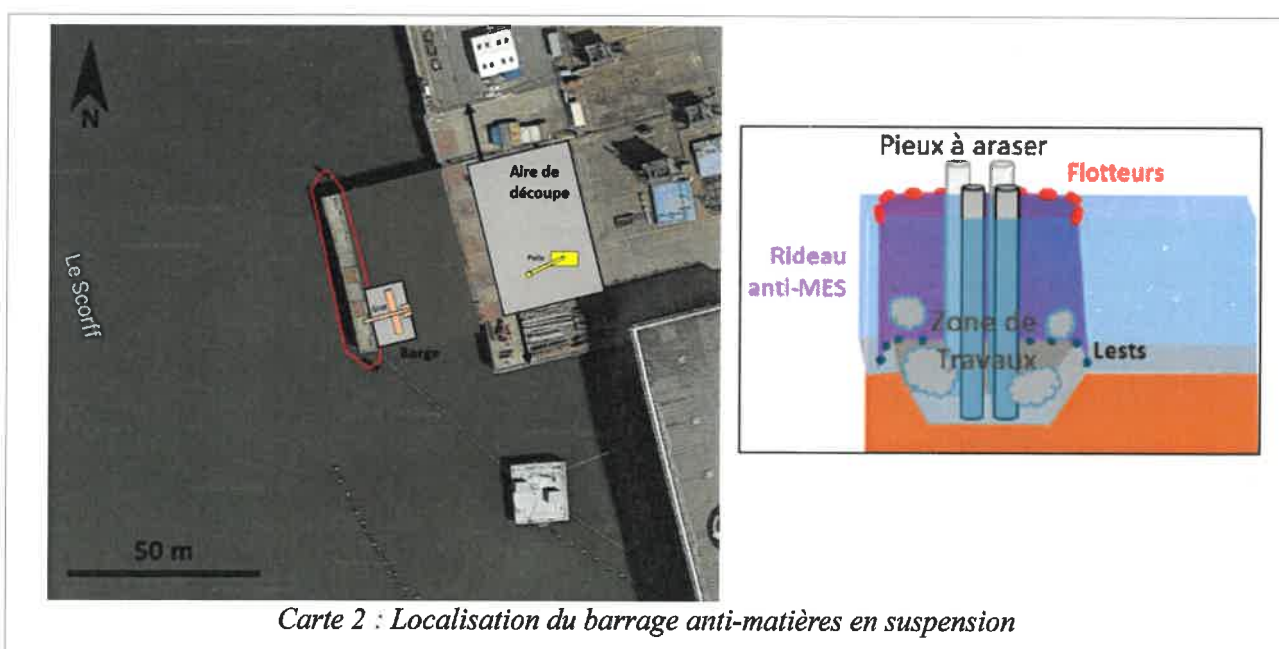 N
Le Scorff
Aire de
découpe
Pelle
Barge
50 m
Pieux à araser
Flotteurs
Rideau
anti-MES
Zone de
Travaux
Lests
Carte 2 : Localisation du barrage anti-matières en suspension